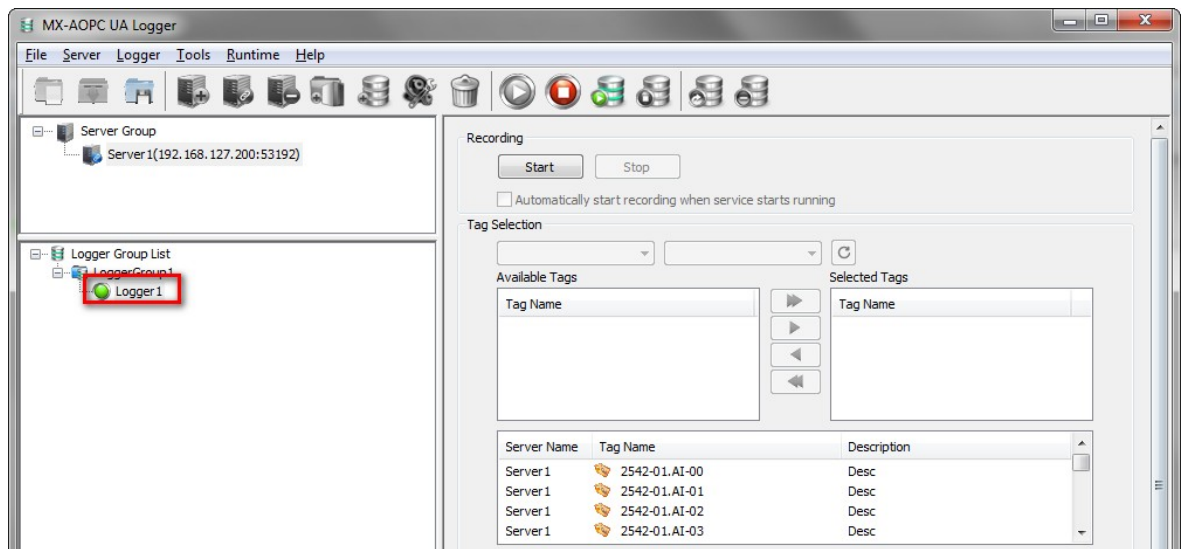 MX-AOPC UA Logger
File Server Logger Tools Runtime Help
Server Group
Server1(192.168.127.200:53192)
Logger Group List
LoggerGroup1
Logger1
Recording
Start Stop
Automatically start recording when service starts running
Tag Selection
Available Tags Selected Tags
Tag Name Tag Name
Server Name Tag Name Description
Server1 2542-01.AI-00 Desc
Server1 2542-01.AI-01 Desc
Server1 2542-01.AI-02 Desc
Server1 2542-01.AI-03 Desc